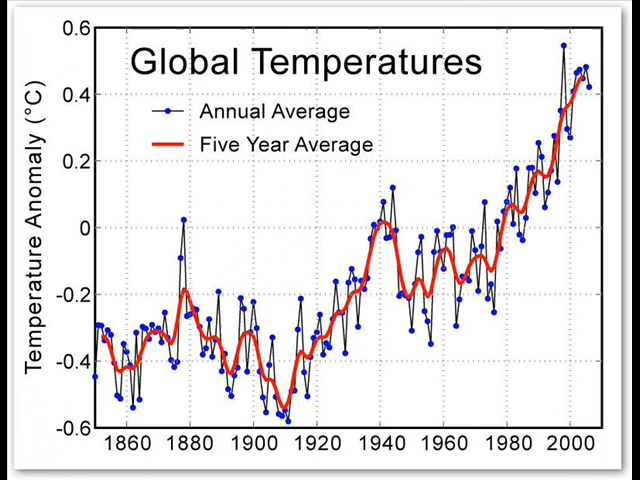 Global Temperatures
Annual Average
Five Year Average
Temperature Anomaly (°C)
0.6
0.4
0.2
0
-0.2
-0.4
-0.6
1860 1880 1900 1920 1940 1960 1980 2000